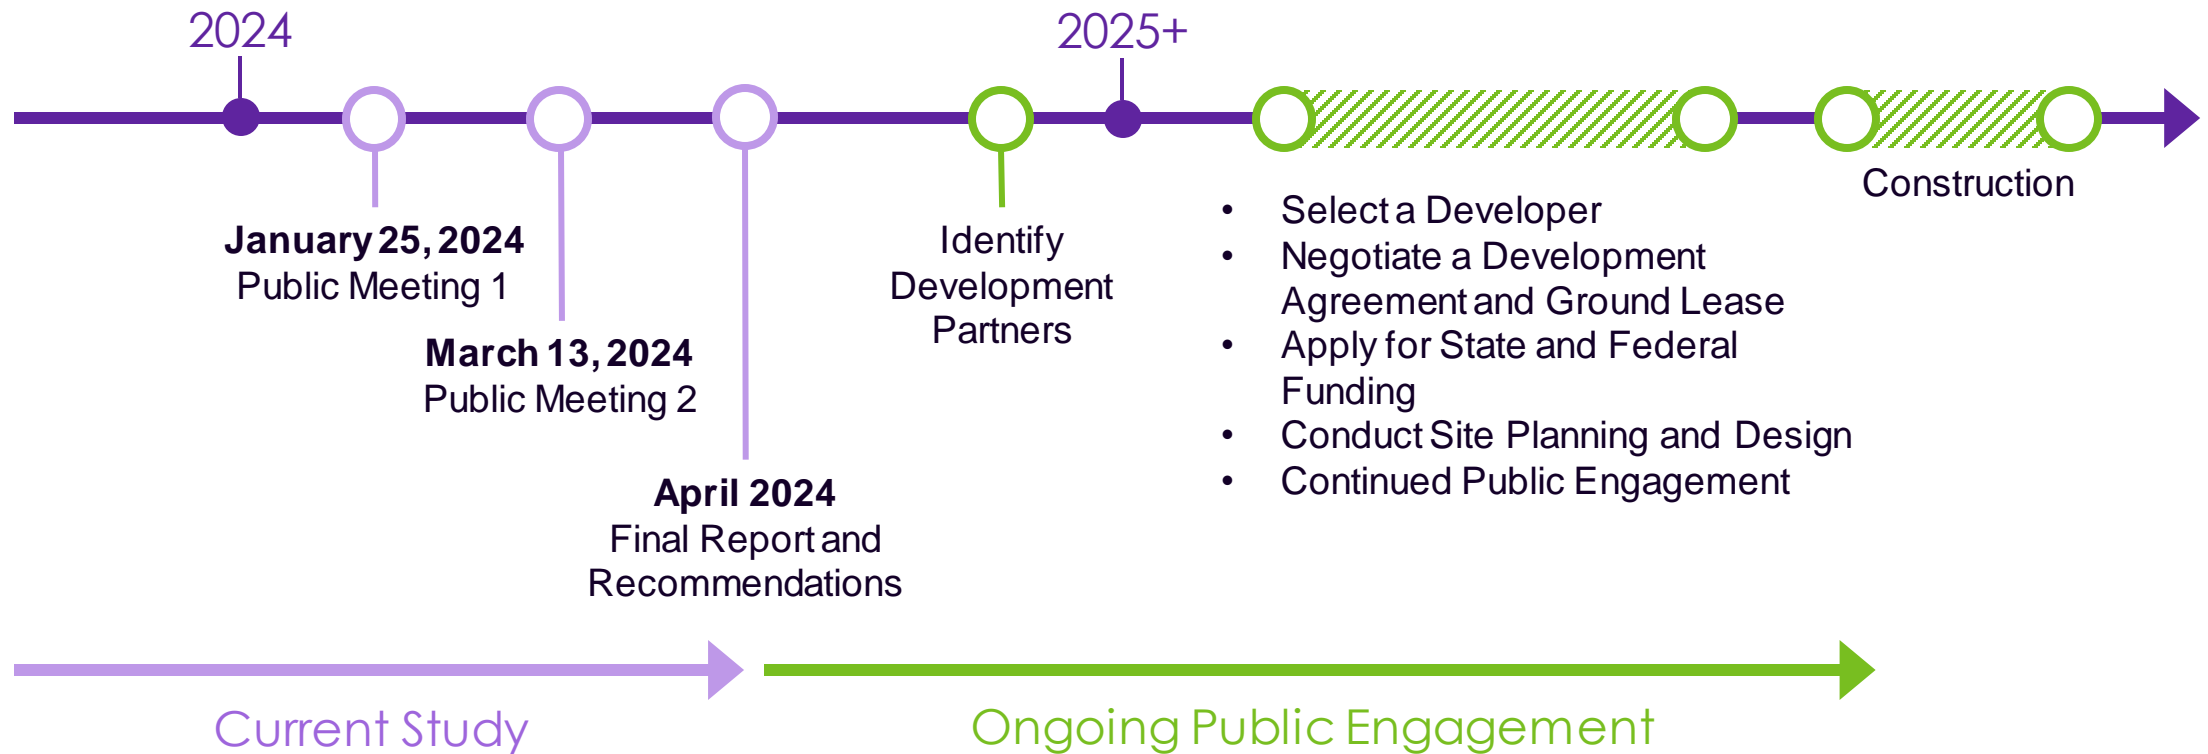 2024
2025+
January 25, 2024
Public Meeting 1
March 13, 2024
Public Meeting 2
April 2024
Final Report and
Recommendations
Identify
Development
Partners
• Select a Developer
• Negotiate a Development
Agreement and Ground Lease
• Apply for State and Federal
Funding
• Conduct Site Planning and Design
• Continued Public Engagement
Construction
Current Study
Ongoing Public Engagement